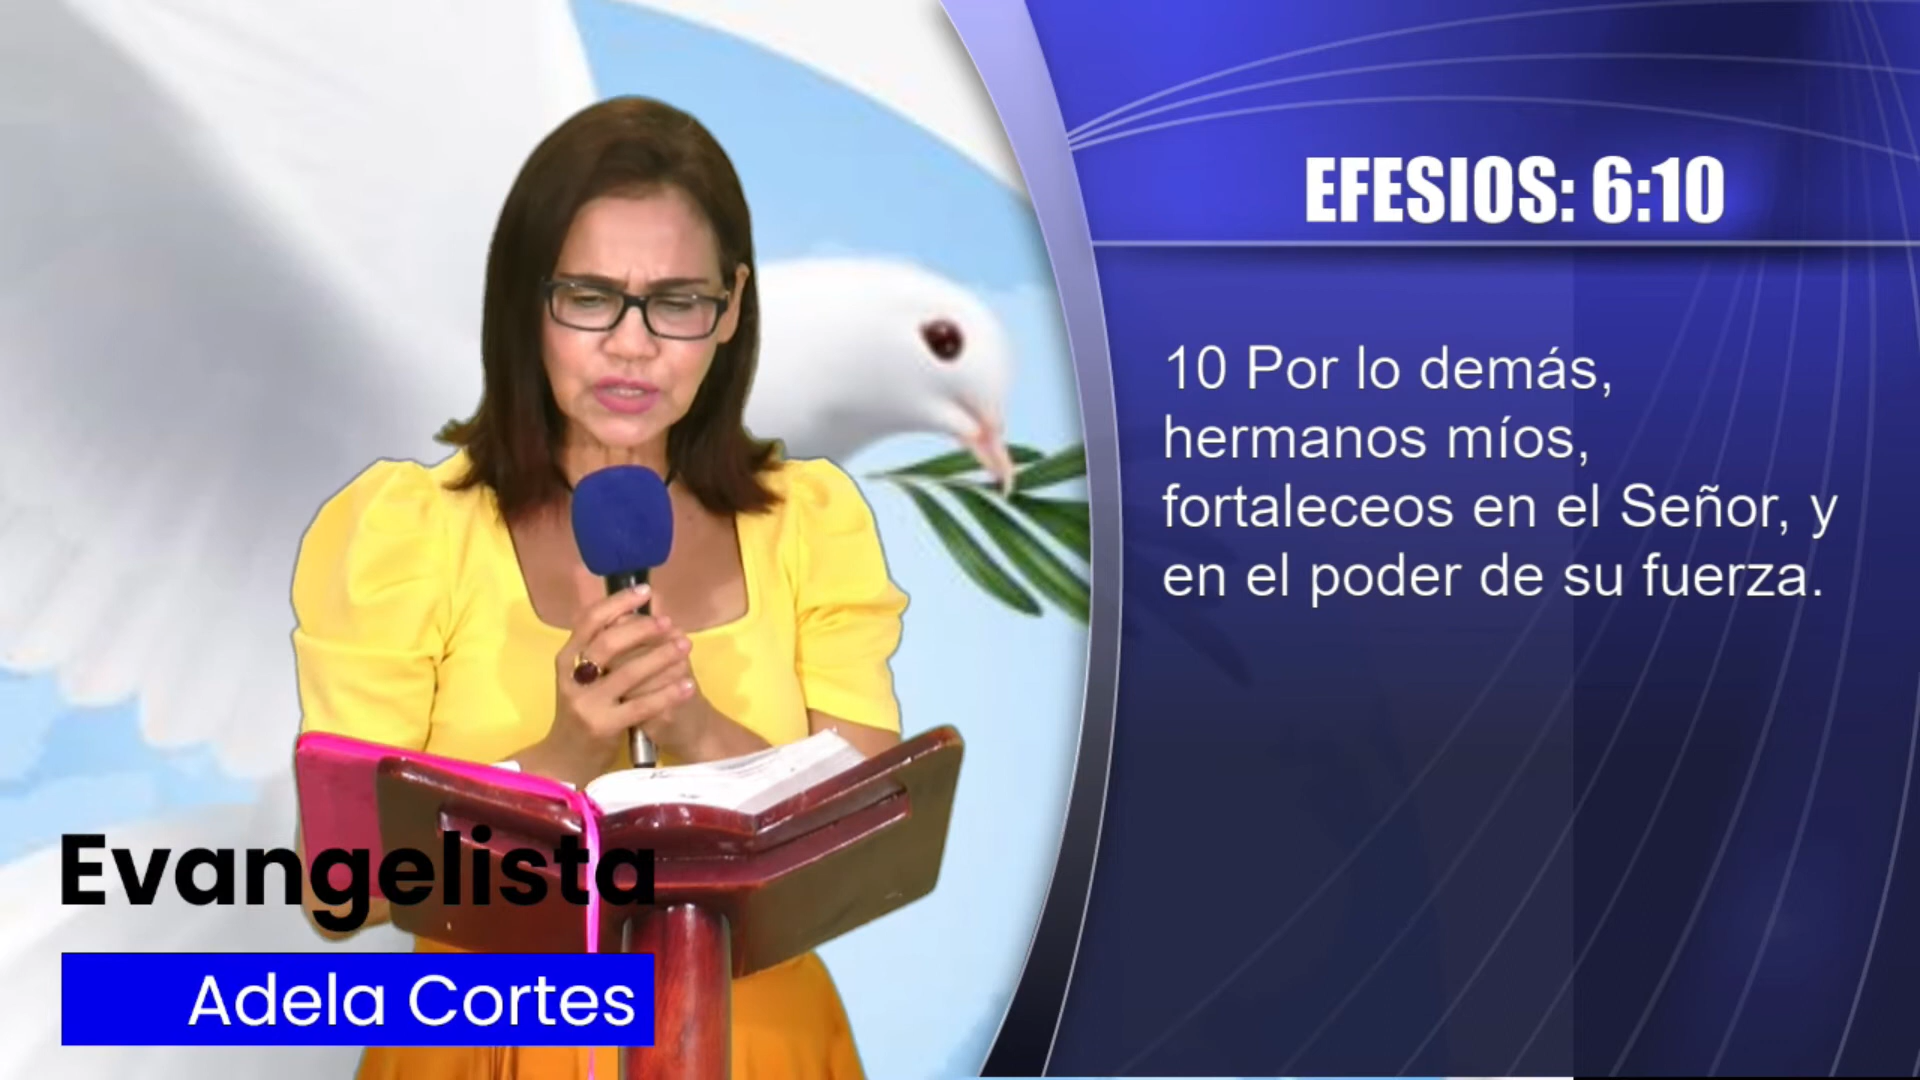 EFESIOS: 6:10
10 Por lo demás,
hermanos míos,
fortaleceos en el Señor, y
en el poder de su fuerza.
Evangelista
Adela Cortes